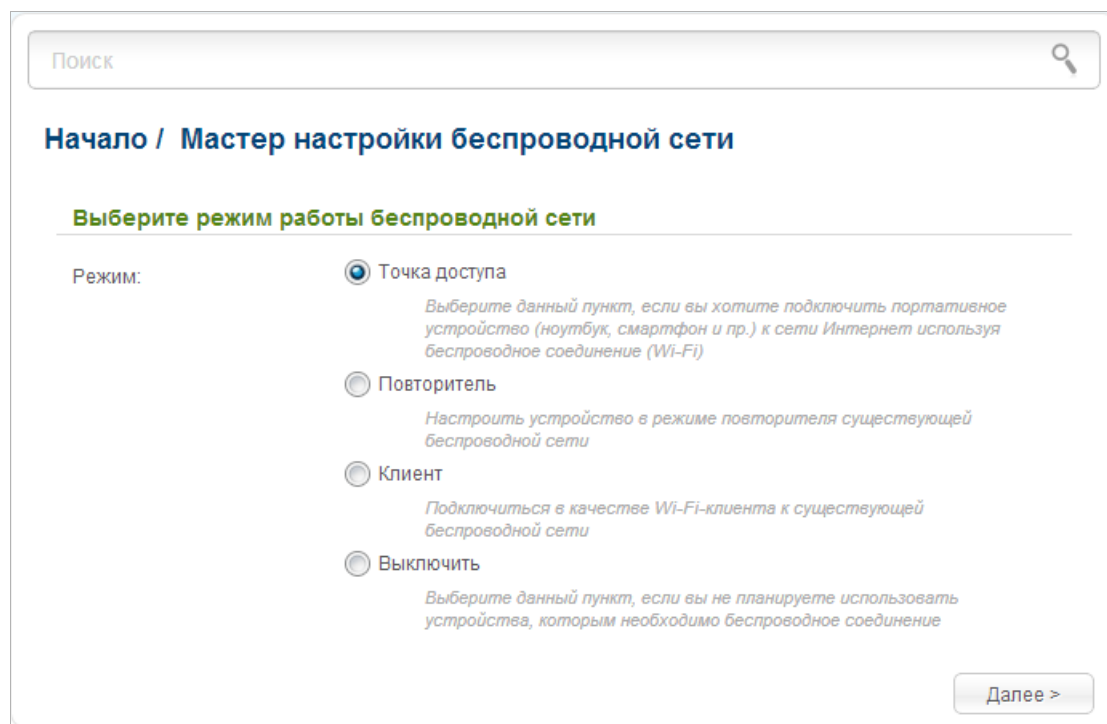 Поиск
Начало / Мастер настройки беспроводной сети
Выберите режим работы беспроводной сети
Режим:
Точка доступа
Выберите данный пункт, если вы хотите подключить портативное
устройство (ноутбук, смартфон и пр.) к сети Интернет используя
беспроводное соединение (Wi-Fi)
Повторитель
Настроить устройство в режиме повторителя существующей
беспроводной сети
Клиент
Подключиться в качестве Wi-Fi-клиента к существующей
беспроводной сети
Выключить
Выберите данный пункт, если вы не планируете использовать
устройства, которым необходимо беспроводное соединение
Далее >